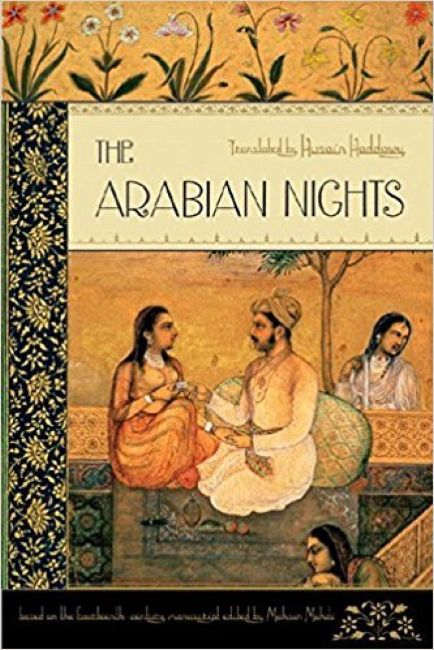 THE
Translated by Husain Haddawy
ARABIAN NIGHTS
based on the fourteenth-century manuscript edited by Muhsin Mahdi